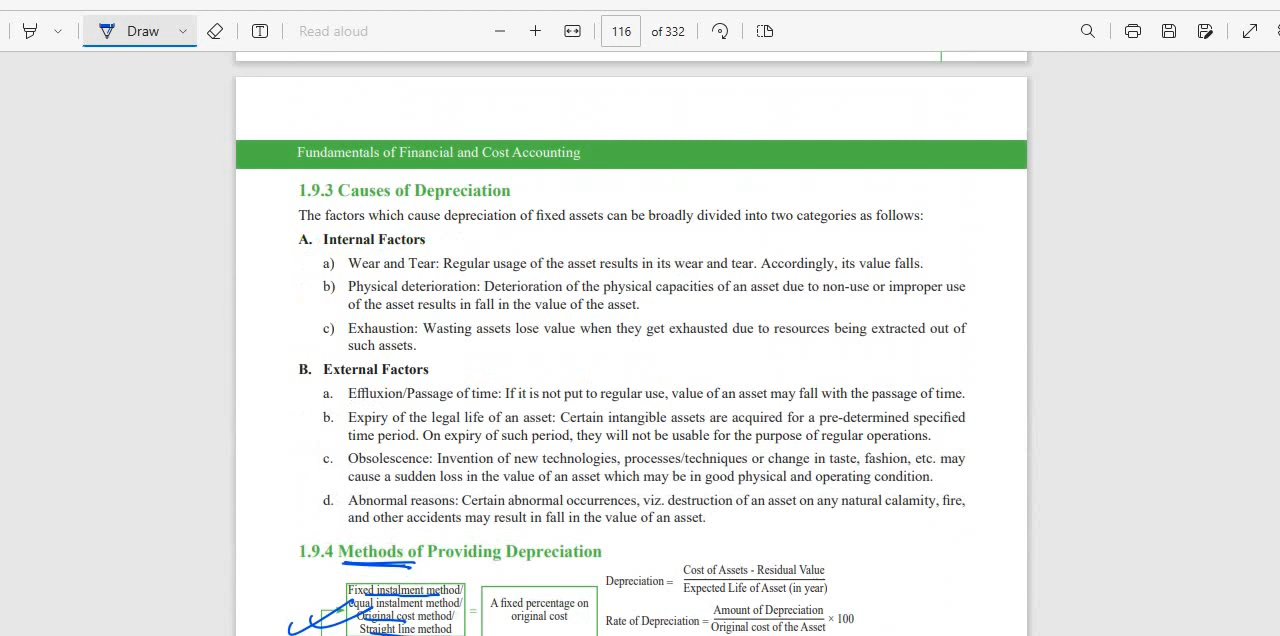 Draw
Read aloud
116 of 332
Fundamentals of Financial and Cost Accounting
1.9.3 Causes of Depreciation
The factors which cause depreciation of fixed assets can be broadly divided into two categories as follows:
A. Internal Factors
a) Wear and Tear: Regular usage of the asset results in its wear and tear. Accordingly, its value falls.
b) Physical deterioration: Deterioration of the physical capacities of an asset due to non-use or improper use
of the asset results in fall in the value of the asset.
c) Exhaustion: Wasting assets lose value when they get exhausted due to resources being extracted out of
such assets.
B. External Factors
a. Effluxion/Passage of time: If it is not put to regular use, value of an asset may fall with the passage of time.
b. Expiry of the legal life of an asset: Certain intangible assets are acquired for a pre-determined specified
time period. On expiry of such period, they will not be usable for the purpose of regular operations.
c. Obsolescence: Invention of new technologies, processes/techniques or change in taste, fashion, etc. may
cause a sudden loss in the value of an asset which may be in good physical and operating condition.
d. Abnormal reasons: Certain abnormal occurrences, viz. destruction of an asset on any natural calamity, fire,
and other accidents may result in fall in the value of an asset.
1.9.4 Methods of Providing Depreciation
Fixed instalment method/
equal instalment method/
Original cost method/
Straight line method
=
A fixed percentage on
original cost
Depreciation = Cost of Assets - Residual Value
Expected Life of Asset (in year)
Rate of Depreciation = Amount of Depreciation × 100
Original cost of the Asset